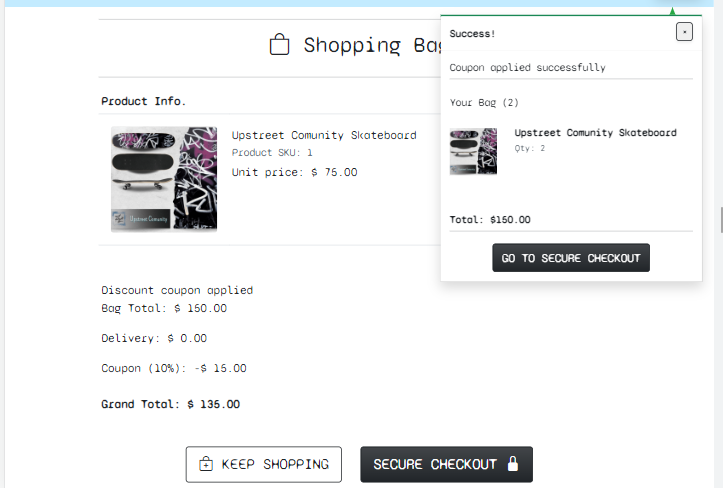 Shopping Bag
Product Info.
Upstreet Comunity Skateboard
Product SKU: 1
Unit price: $ 75.00
Upstreet Comunity
Discount coupon applied
Bag Total: $ 150.00
Delivery: $ 0.00
Coupon (10%): -$ 15.00
Grand Total: $ 135.00
KEEP SHOPPING
SECURE CHECKOUT
Success!
Coupon applied successfully
Your Bag (2)
Upstreet Comunity Skateboard
Qty: 2
Total: $150.00
GO TO SECURE CHECKOUT